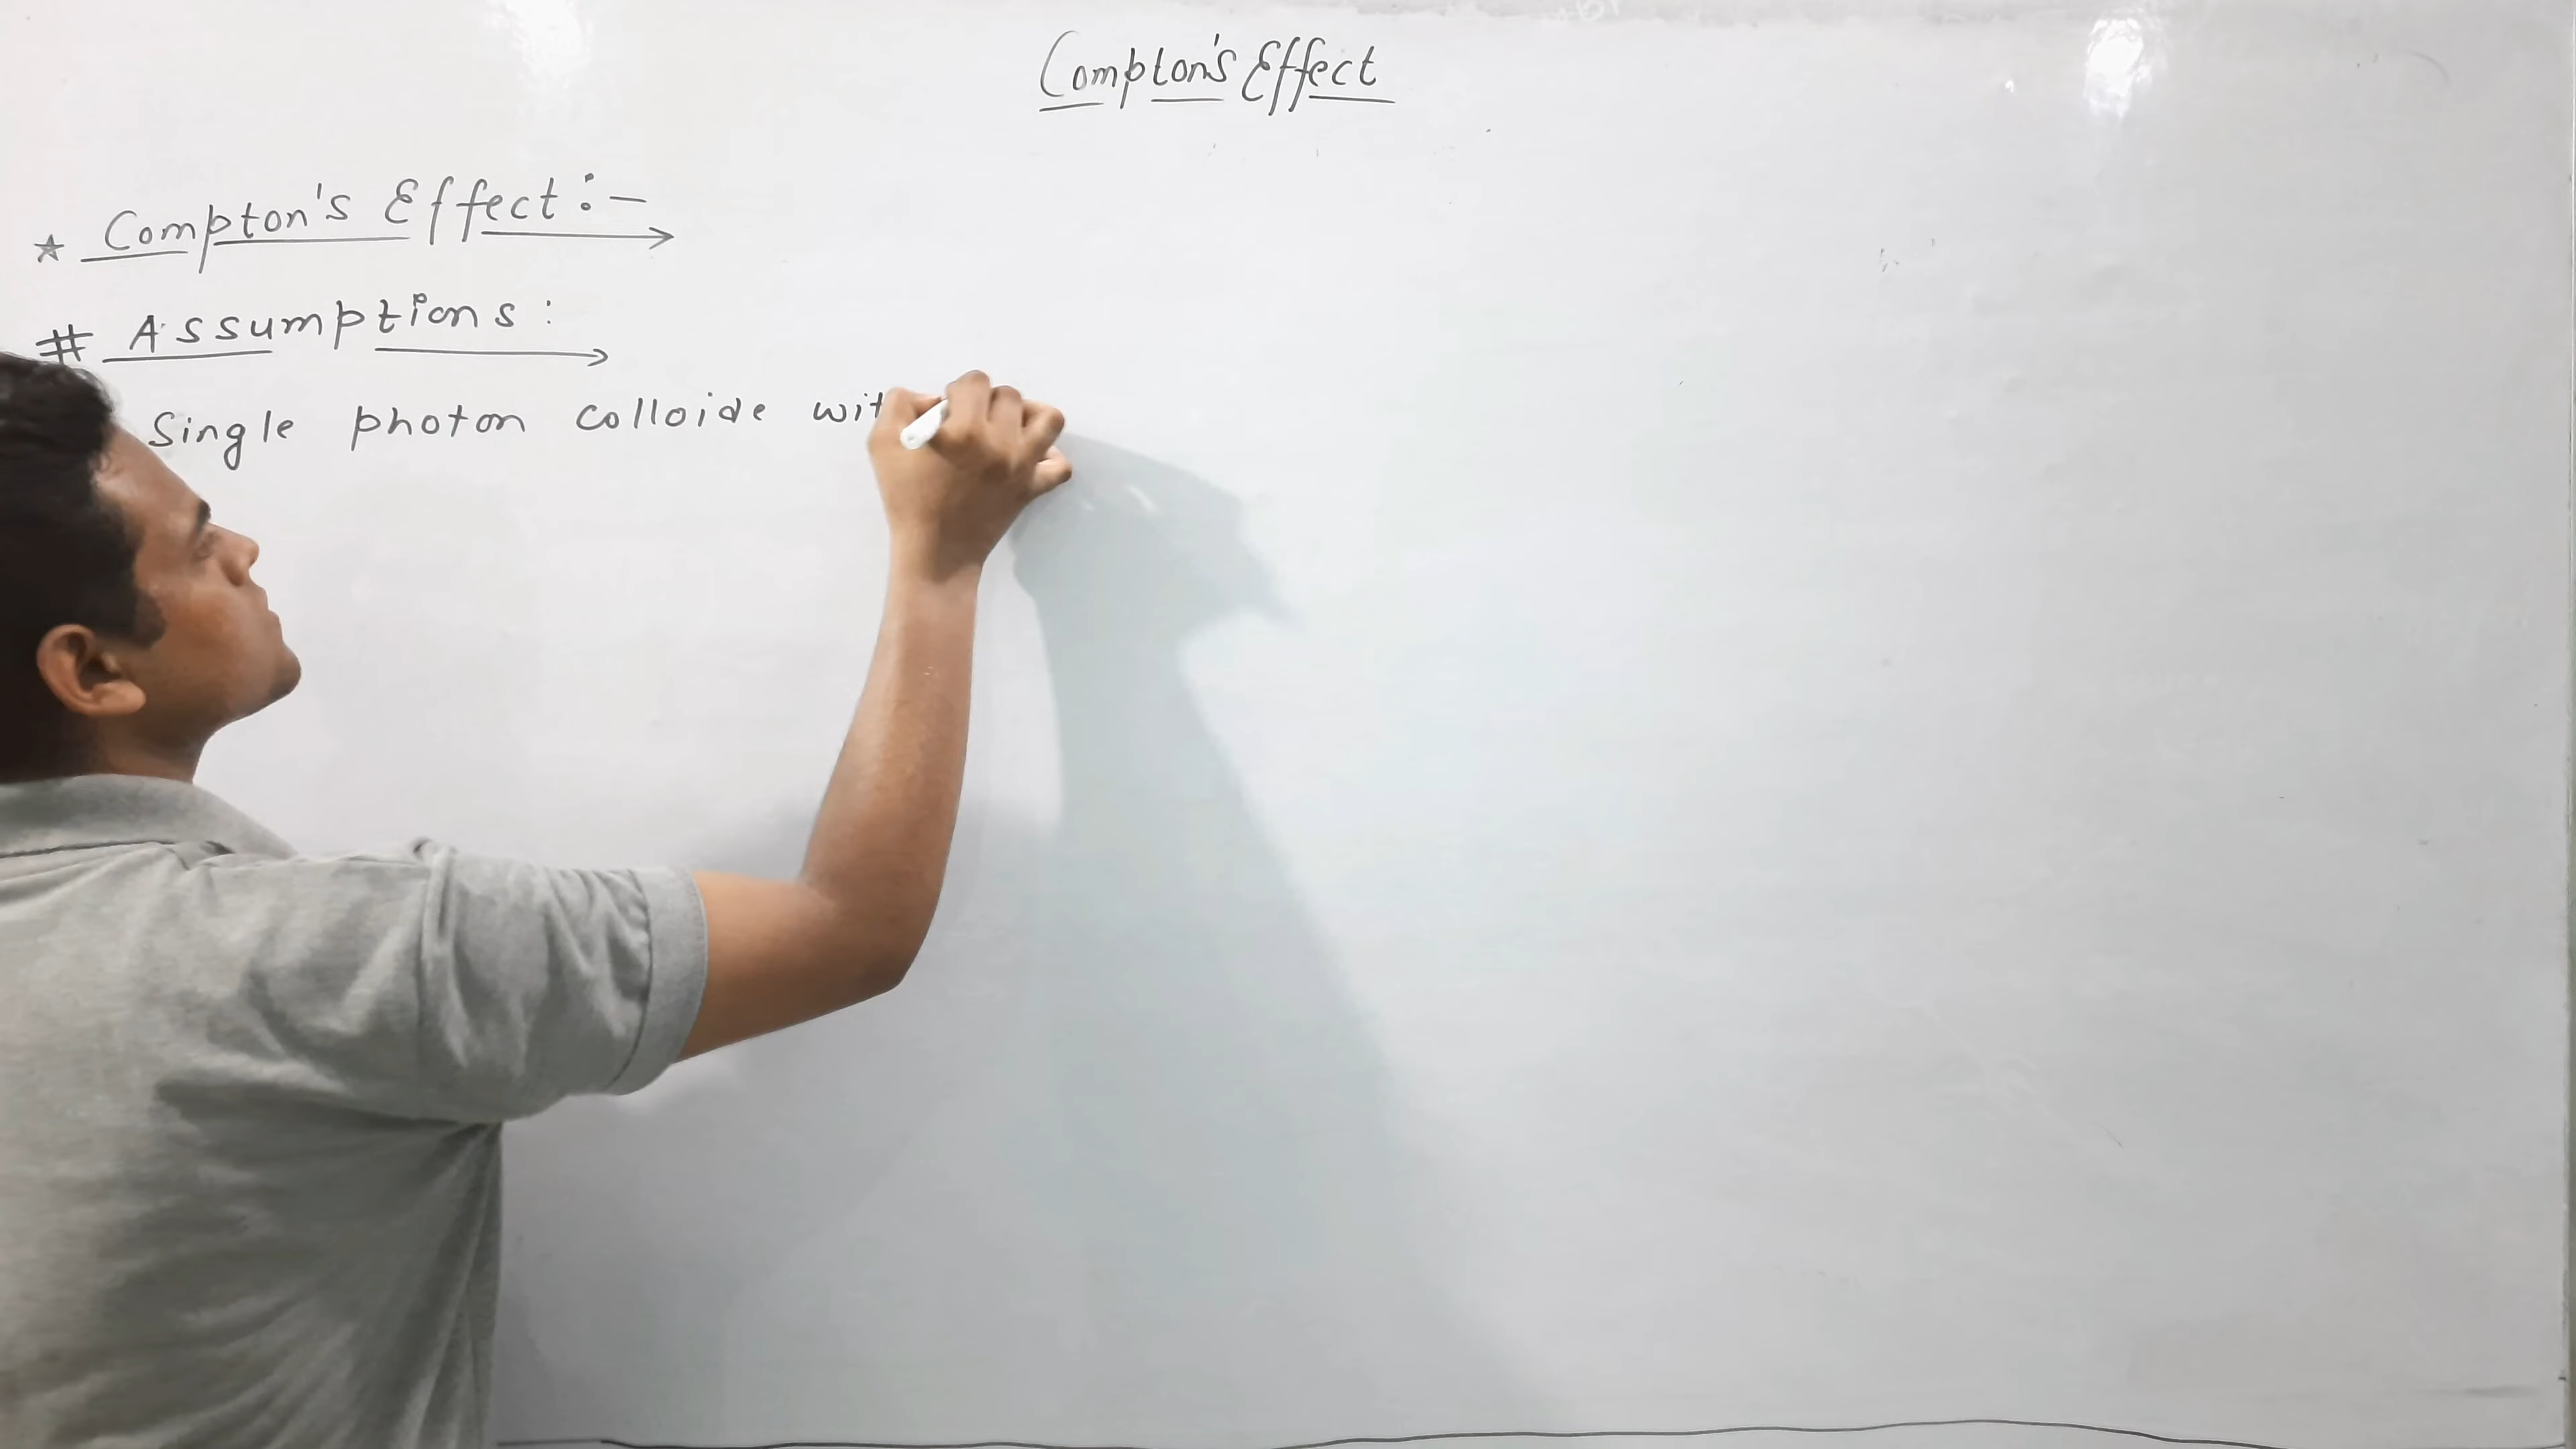 Compton's Effect
★ Compton's Effect :-
# Assumptions :
Single photon colloide wit